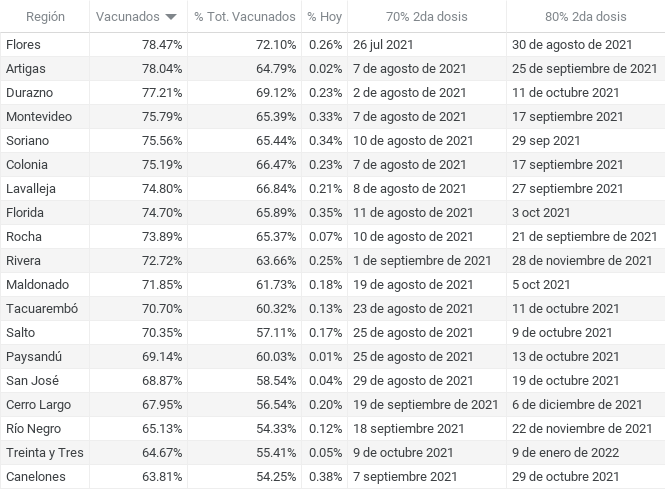 Región Vacunados % Tot. Vacunados % Hoy 70% 2da dosis 80% 2da dosis
Flores 78.47% 72.10% 0.26% 26 jul 2021 30 de agosto de 2021
Artigas 78.04% 64.79% 0.02% 7 de agosto de 2021 25 de septiembre de 2021
Durazno 77.21% 69.12% 0.23% 2 de agosto de 2021 11 de octubre de 2021
Montevideo 75.79% 65.39% 0.33% 7 de agosto de 2021 17 septiembre 2021
Soriano 75.56% 65.44% 0.34% 10 de agosto de 2021 29 sep 2021
Colonia 75.19% 66.47% 0.23% 7 de agosto de 2021 17 septiembre 2021
Lavalleja 74.80% 66.84% 0.21% 8 de agosto de 2021 27 septiembre 2021
Florida 74.70% 65.89% 0.35% 11 de agosto de 2021 3 oct 2021
Rocha 73.89% 65.37% 0.07% 10 de agosto de 2021 21 de septiembre de 2021
Rivera 72.72% 63.66% 0.25% 1 de septiembre de 2021 28 de noviembre de 2021
Maldonado 71.85% 61.73% 0.18% 19 de agosto de 2021 5 oct 2021
Tacuarembó 70.70% 60.32% 0.13% 23 de agosto de 2021 11 de octubre 2021
Salto 70.35% 57.11% 0.17% 25 de agosto de 2021 9 de octubre 2021
Paysandú 69.14% 60.03% 0.01% 25 de agosto de 2021 13 de octubre 2021
San José 68.87% 58.54% 0.04% 29 de agosto de 2021 19 de octubre 2021
Cerro Largo 67.95% 56.54% 0.20% 19 de septiembre de 2021 6 de diciembre de 2021
Río Negro 65.13% 54.33% 0.12% 18 septiembre 2021 22 de noviembre de 2021
Treinta y Tres 64.67% 55.41% 0.05% 9 de octubre de 2021 9 de enero de 2022
Canelones 63.81% 54.25% 0.38% 7 septiembre 2021 29 de octubre 2021